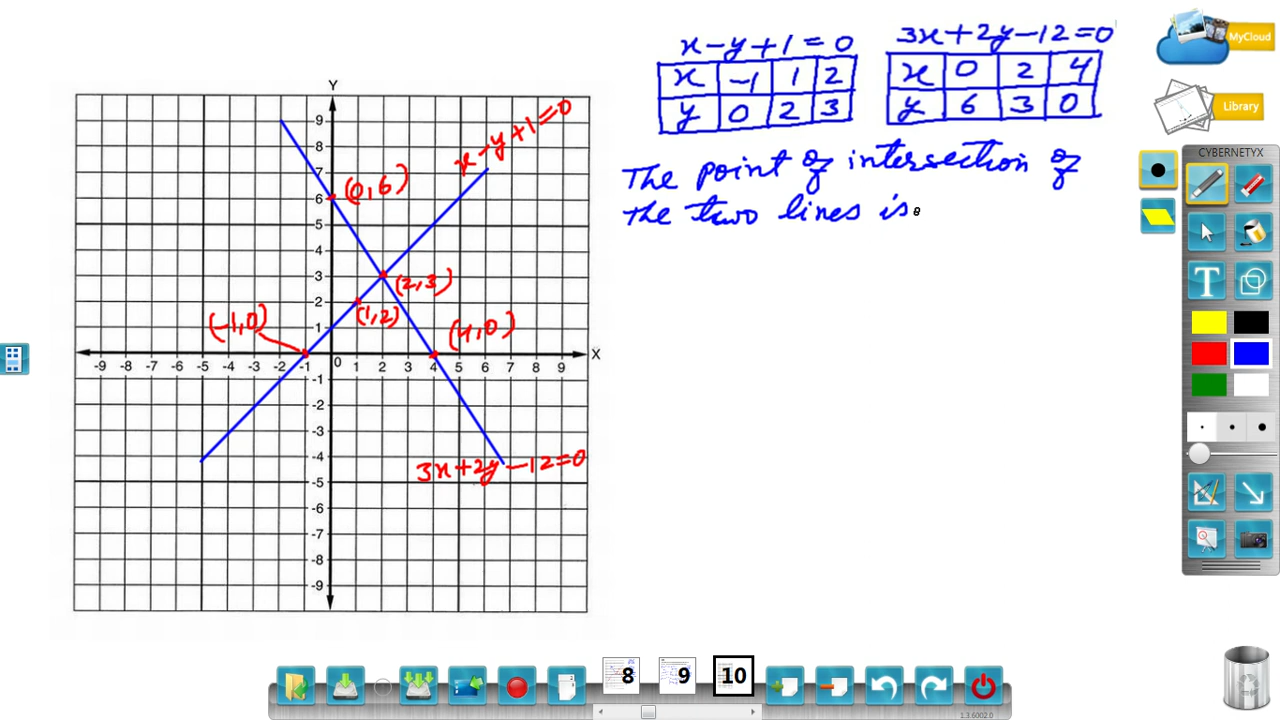 x-y+1=0
x -1 1 2
y 0 2 3
3x+2y-12=0
x 0 2 4
y 6 3 0
The point of intersection of
the two lines is
Y
9
8
7
6
5
4
3
2
1
-9 -8 -7 -6 -5 -4 -3 -2 -1 0 1 2 3 4 5 6 7 8 9 X
-1
-2
-3
-4
-5
-6
-7
-8
-9
x-y+1=0
(0,6)
(2,3)
(1,2)
(-1,0)
(4,0)
3x+2y-12=0
MyCloud
Library
CYBERNETYX
T
8 9 10
1.3.6002.0